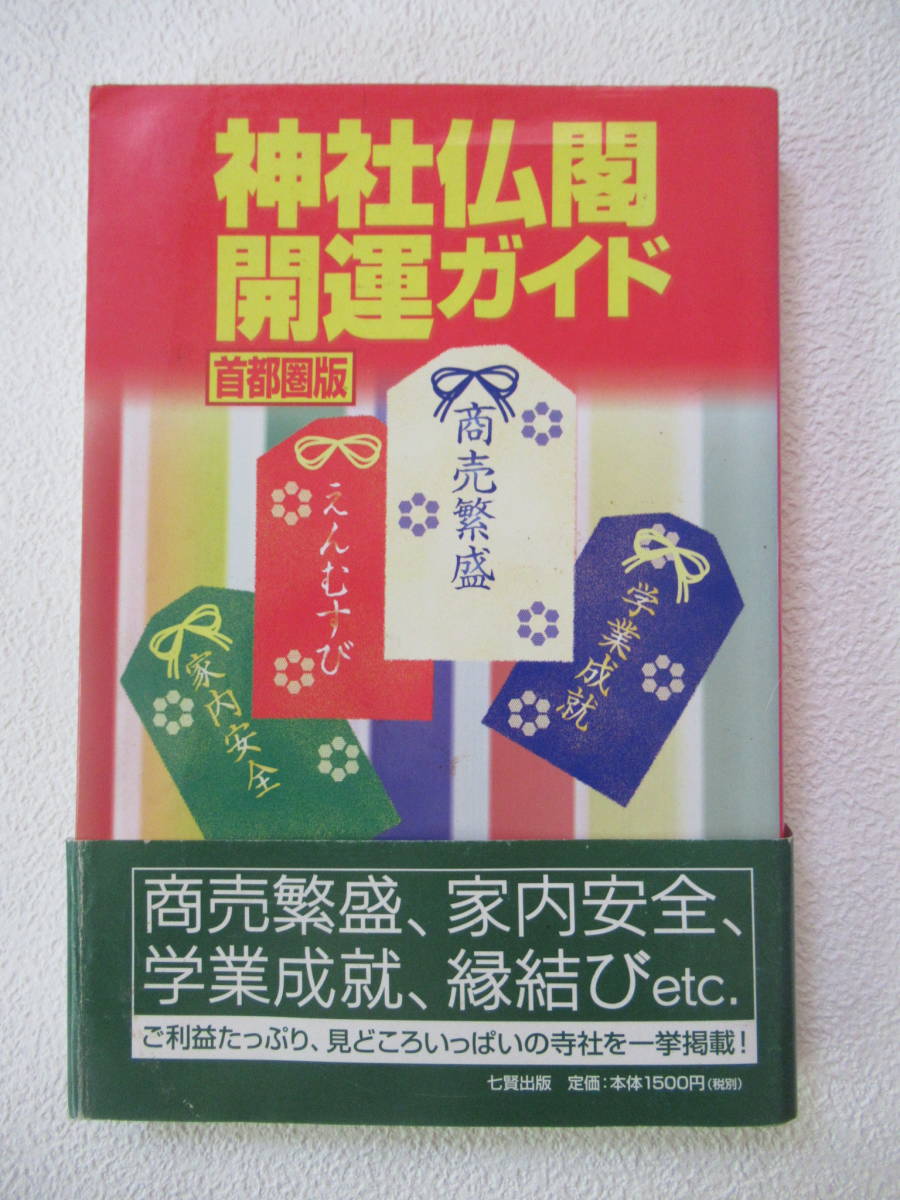 神社仏閣
開運ガイド
首都圏版
商売繁盛
えんむすび
学業成就
家内安全
商売繁盛、家内安全、
学業成就、縁結びetc.
ご利益たっぷり、見どころいっぱいの寺社を一挙掲載!
七賢出版 定価:本体1500円(税別)